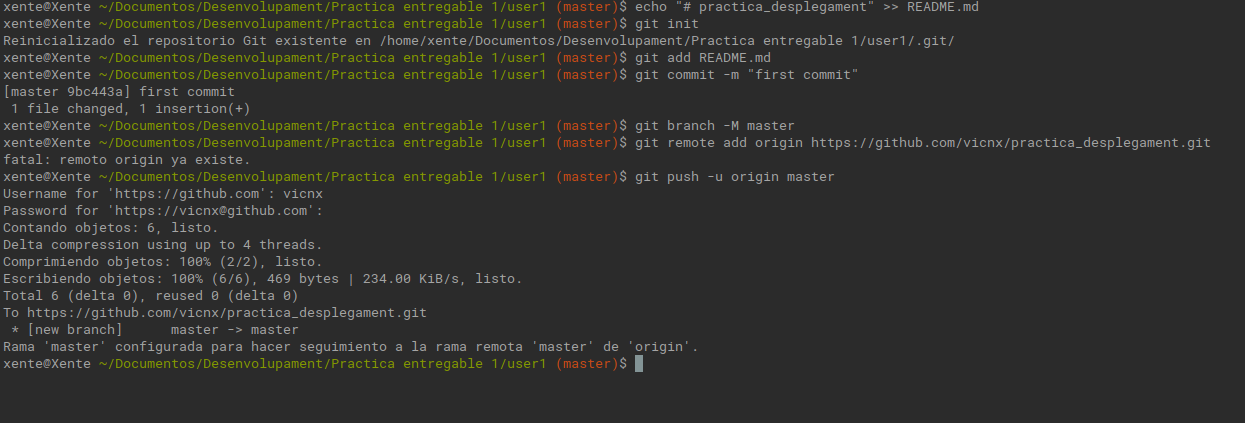 xente@Xente ~/Documentos/Desenvolupament/Practica entregable 1/user1 (master)$ echo "# practica_desplegament" >> README.md
xente@Xente ~/Documentos/Desenvolupament/Practica entregable 1/user1 (master)$ git init
Reinicializado el repositorio Git existente en /home/xente/Documentos/Desenvolupament/Practica entregable 1/user1/.git/
xente@Xente ~/Documentos/Desenvolupament/Practica entregable 1/user1 (master)$ git add README.md
xente@Xente ~/Documentos/Desenvolupament/Practica entregable 1/user1 (master)$ git commit -m "first commit"
[master 9bc443a] first commit
 1 file changed, 1 insertion(+)
xente@Xente ~/Documentos/Desenvolupament/Practica entregable 1/user1 (master)$ git branch -M master
xente@Xente ~/Documentos/Desenvolupament/Practica entregable 1/user1 (master)$ git remote add origin https://github.com/vicnx/practica_desplegament.git
fatal: remoto origin ya existe.
xente@Xente ~/Documentos/Desenvolupament/Practica entregable 1/user1 (master)$ git push -u origin master
Username for 'https://github.com': vicnx
Password for 'https://vicnx@github.com':
Contando objetos: 6, listo.
Delta compression using up to 4 threads.
Comprimiendo objetos: 100% (2/2), listo.
Escribiendo objetos: 100% (6/6), 469 bytes | 234.00 KiB/s, listo.
Total 6 (delta 0), reused 0 (delta 0)
To https://github.com/vicnx/practica_desplegament.git
 * [new branch]      master -> master
Rama 'master' configurada para hacer seguimiento a la rama remota 'master' de 'origin'.
xente@Xente ~/Documentos/Desenvolupament/Practica entregable 1/user1 (master)$